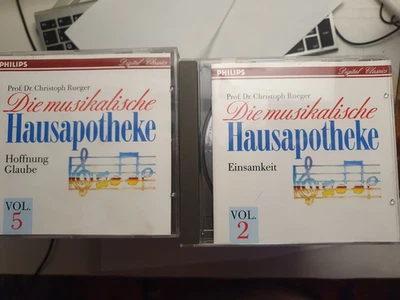 PHILIPS
Digital Classics
Prof. Dr. Christoph Rueger
Die musikalische
Hausapotheke
Hoffnung
Glaube
VOL.
5
PHILIPS
Digital Classics
Prof. Dr. Christoph Rueger
Die musikalische
Hausapotheke
Einsamkeit
VOL.
2